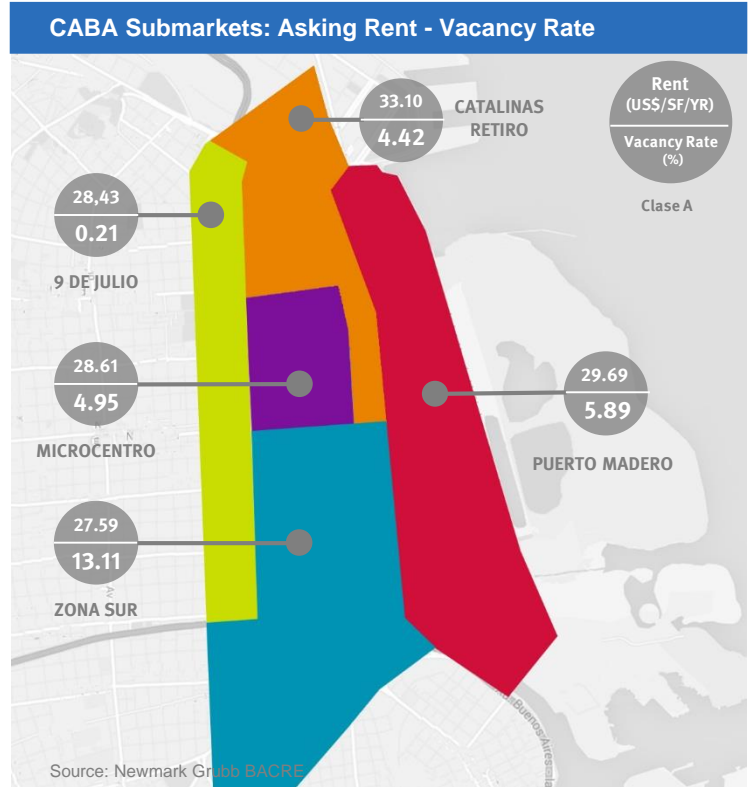 CABA Submarkets: Asking Rent - Vacancy Rate
33.10
4.42
CATALINAS
RETIRO
Rent
(US$/SF/YR)
Vacancy Rate
(%)
Clase A
28,43
0.21
9 DE JULIO
28.61
4.95
MICROCENTRO
29.69
5.89
PUERTO MADERO
27.59
13.11
ZONA SUR
Source: Newmark Grubb BACRE